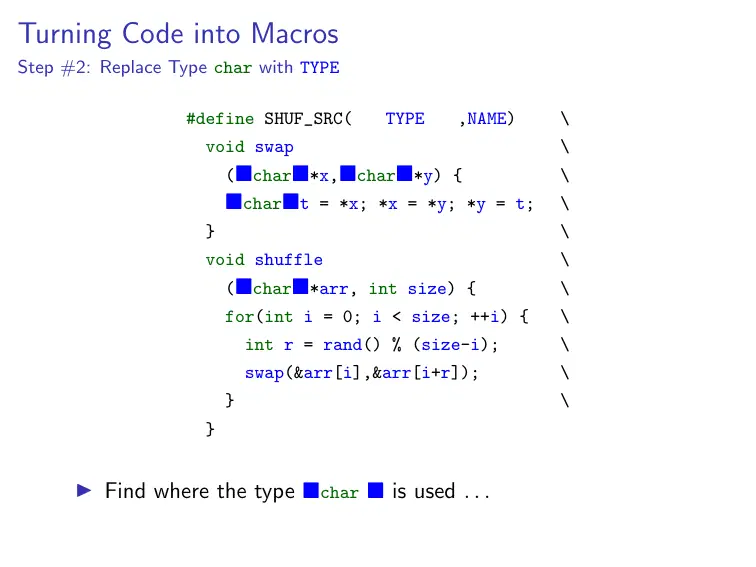 Turning Code into Macros
Step #2: Replace Type char with TYPE
#define SHUF_SRC( TYPE ,NAME) \
void swap \
(■char■*x,■char■*y) { \
■char■t = *x; *x = *y; *y = t; \
} \
void shuffle \
(■char■*arr, int size) { \
for(int i = 0; i < size; ++i) { \
int r = rand() % (size-i); \
swap(&arr[i],&arr[i+r]); \
} \
}
▶ Find where the type ■char ■ is used ...